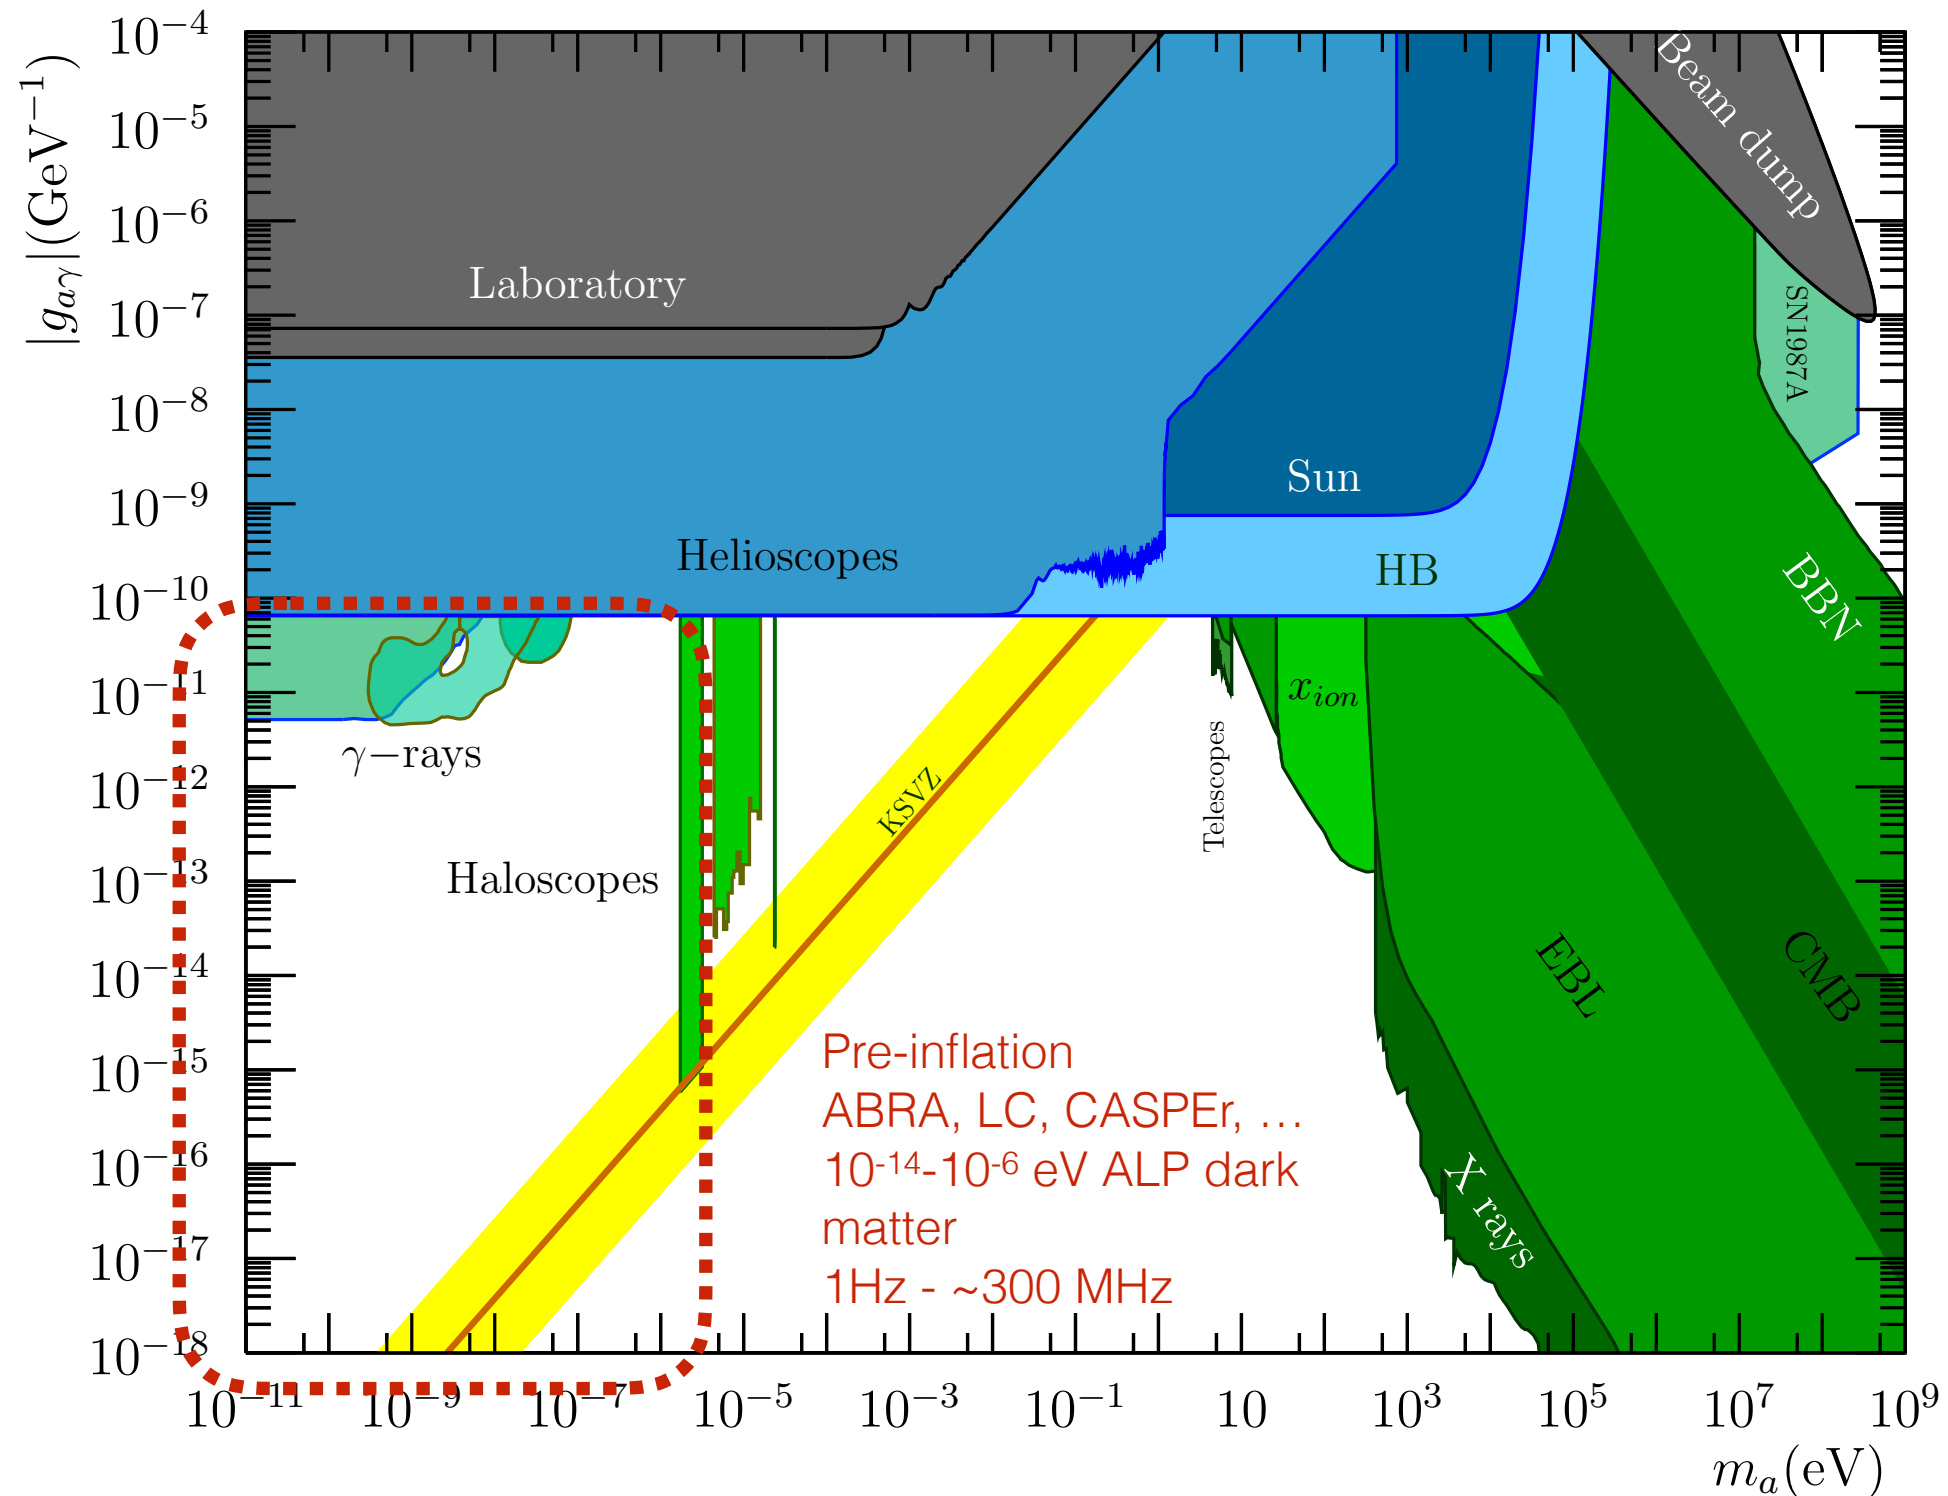 |g_{aγ}|(GeV^{−1})
10^{−4}
10^{−5}
10^{−6}
10^{−7}
10^{−8}
10^{−9}
10^{−10}
10^{−11}
10^{−12}
10^{−13}
10^{−14}
10^{−15}
10^{−16}
10^{−17}
10^{−18}
Beam dump
Laboratory
SN1987A
Sun
Helioscopes
HB
BBN
x_{ion}
γ−rays
Telescopes
KSVZ
Haloscopes
EBL
CMB
X rays
Pre-inflation
ABRA, LC, CASPEr, …
10^{-14}-10^{-6} eV ALP dark
matter
1Hz - ~300 MHz
10^{−11} 10^{−9} 10^{−7} 10^{−5} 10^{−3} 10^{−1} 10 10^{3} 10^{5} 10^{7} 10^{9}
m_a(eV)